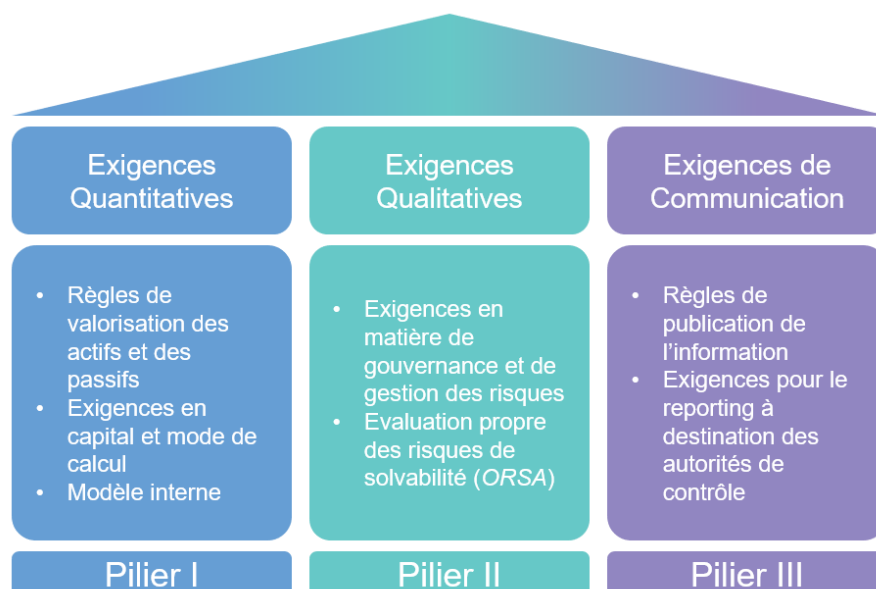 Exigences
Quantitatives
• Règles de
valorisation des
actifs et des
passifs
• Exigences en
capital et mode de
calcul
• Modèle interne
Pilier I
Exigences
Qualitatives
• Exigences en
matière de
gouvernance et de
gestion des risques
• Evaluation propre
des risques de
solvabilité (ORSA)
Pilier II
Exigences de
Communication
• Règles de
publication de
l’information
• Exigences pour le
reporting à
destination des
autorités de
contrôle
Pilier III